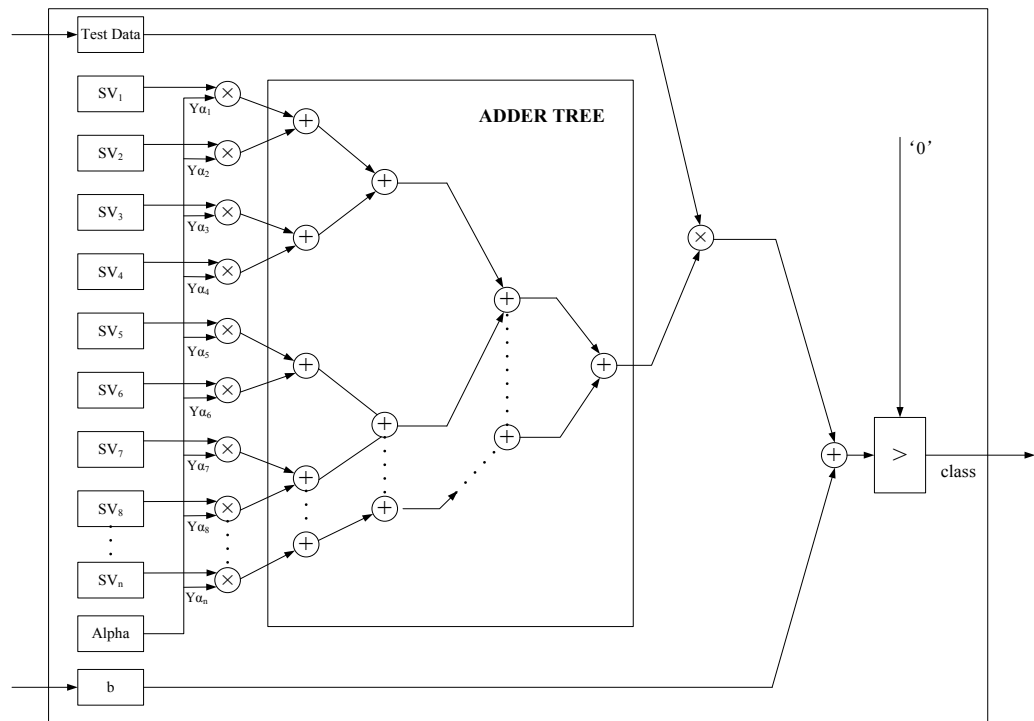 Test Data
SV₁
Yα₁
×
SV₂
Yα₂
×
SV₃
Yα₃
×
SV₄
Yα₄
×
SV₅
Yα₅
×
SV₆
Yα₆
×
SV₇
Yα₇
×
SV₈
Yα₈
×
SVₙ
Yαₙ
×
Alpha
b
ADDER TREE
+
+
+
+
+
+
+
+
+
+
+
×
+
‘0’
>
class